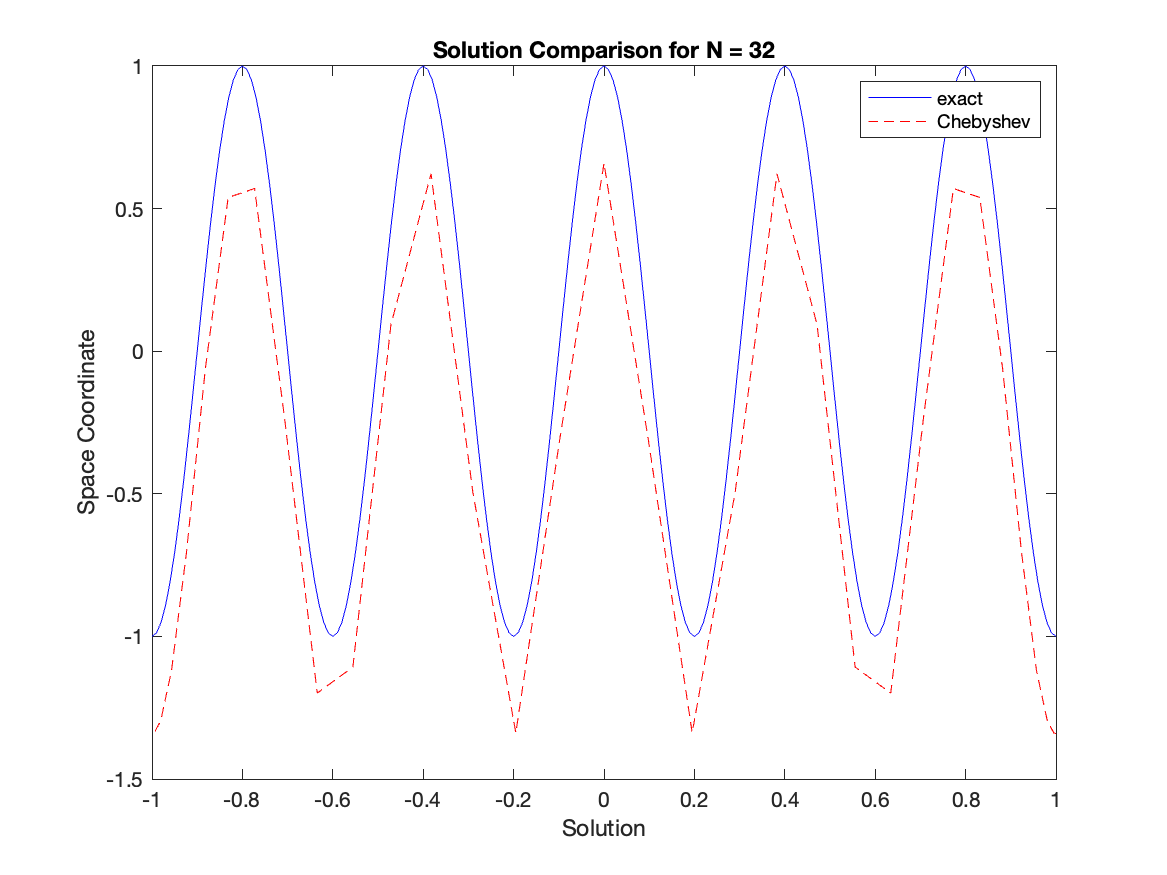 Solution Comparison for N = 32
exact
Chebyshev
1
0.5
0
-0.5
-1
-1.5
Space Coordinate
-1 -0.8 -0.6 -0.4 -0.2 0 0.2 0.4 0.6 0.8 1
Solution